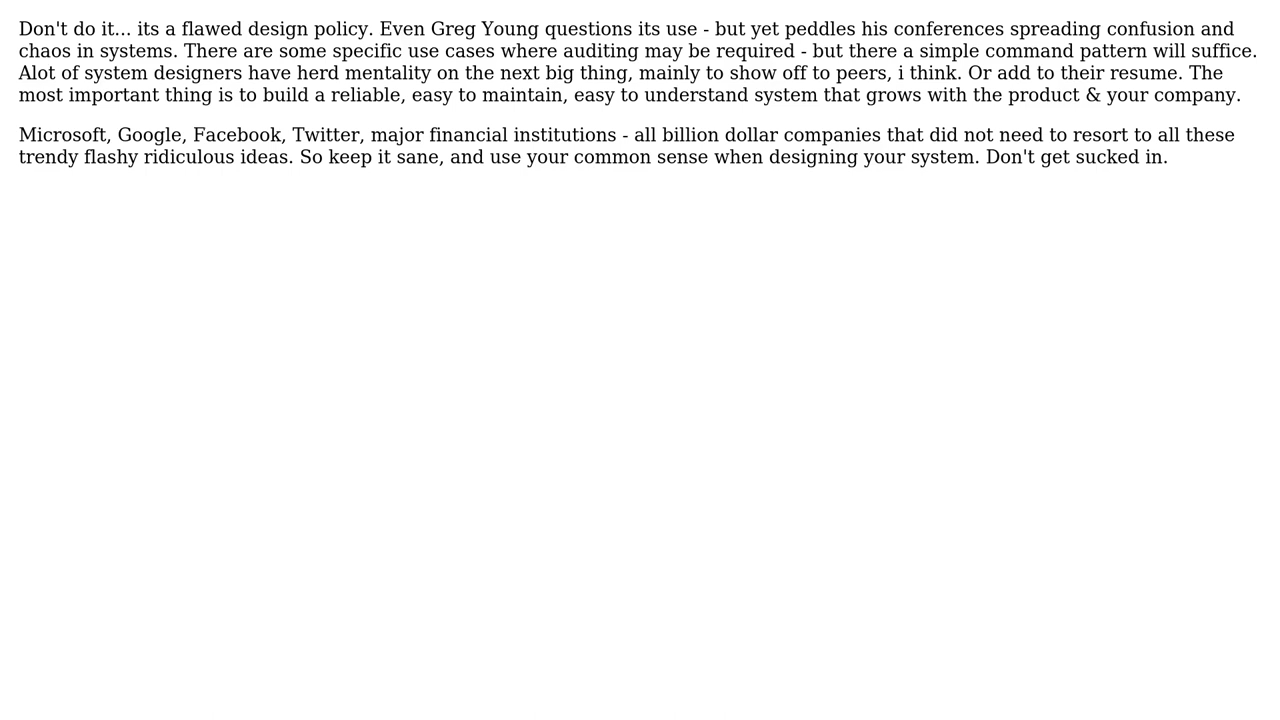 Don't do it... its a flawed design policy. Even Greg Young questions its use - but yet peddles his conferences spreading confusion and
chaos in systems. There are some specific use cases where auditing may be required - but there a simple command pattern will suffice.
Alot of system designers have herd mentality on the next big thing, mainly to show off to peers, i think. Or add to their resume. The
most important thing is to build a reliable, easy to maintain, easy to understand system that grows with the product & your company.
Microsoft, Google, Facebook, Twitter, major financial institutions - all billion dollar companies that did not need to resort to all these
trendy flashy ridiculous ideas. So keep it sane, and use your common sense when designing your system. Don't get sucked in.